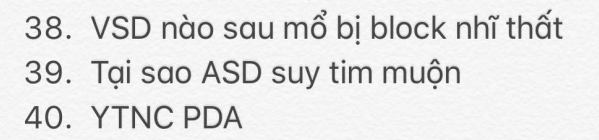 38. VSD nào sau mổ bị block nhĩ thất
39. Tại sao ASD suy tim muộn
40. YTNC PDA